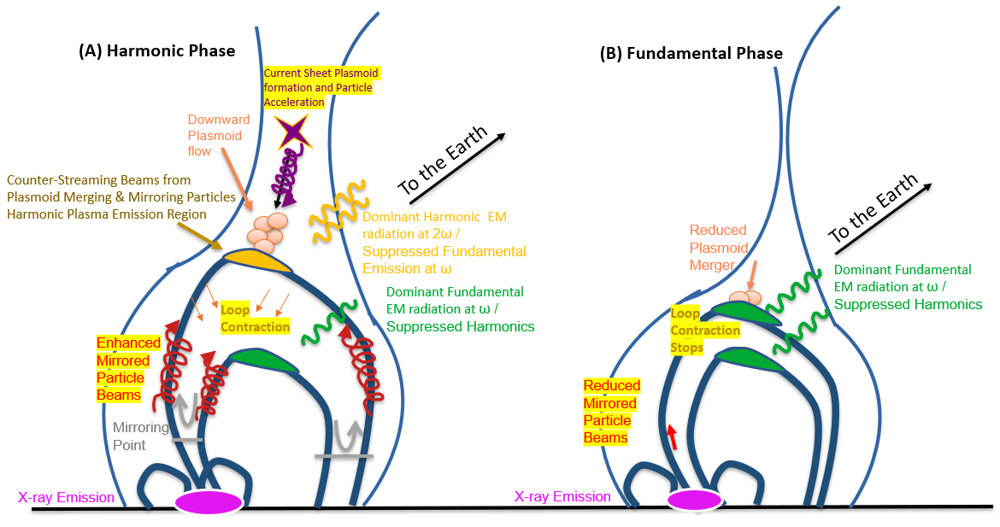 (A) Harmonic Phase
Current Sheet Plasmoid
formation and Particle
Acceleration
Downward
Plasmoid
flow
To the Earth
Counter-Streaming Beams from
Plasmoid Merging & Mirroring Particles
Harmonic Plasma Emission Region
Dominant Harmonic EM
radiation at 2ω /
Suppressed Fundamental
Emission at ω
Dominant Fundamental
EM radiation at ω /
Suppressed Harmonics
Loop
Contraction
Enhanced
Mirrored
Particle
Beams
Mirroring
Point
X-ray Emission
(B) Fundamental Phase
To the Earth
Reduced
Plasmoid
Merger
Dominant Fundamental
EM radiation at ω /
Suppressed Harmonics
Loop
Contraction
Stops
Reduced
Mirrored
Particle
Beams
X-ray Emission